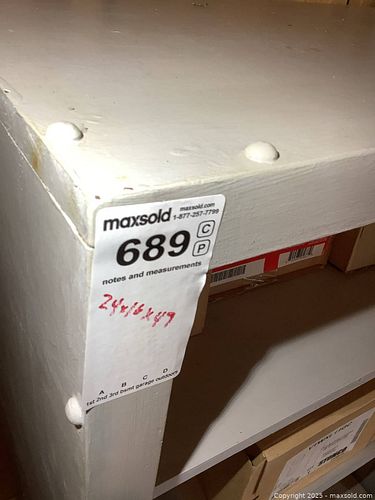 maxsold
maxsold.com
1-877-257-7799
689
C
P
notes and measurements
24x16x49
A B C D
1st 2nd 3rd bsmt garage outdoors
Copyright 2025 - maxsold.com